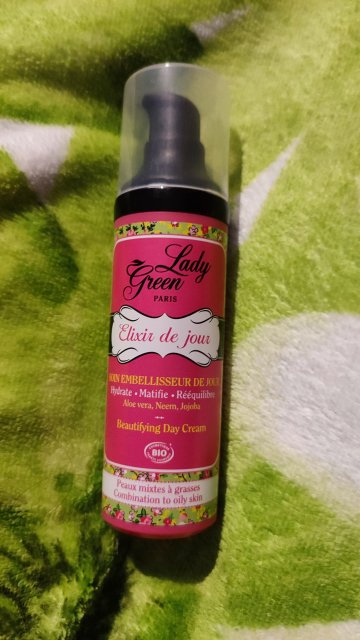 Lady
Green
PARIS
Elixir de jour
SOIN EMBELLISSEUR DE JOUR
Hydrate • Matifie • Rééquilibre
Aloe vera, Neem, Jojoba
Beautifying Day Cream
BIO
Peaux mixtes à grasses
Combination to oily skin